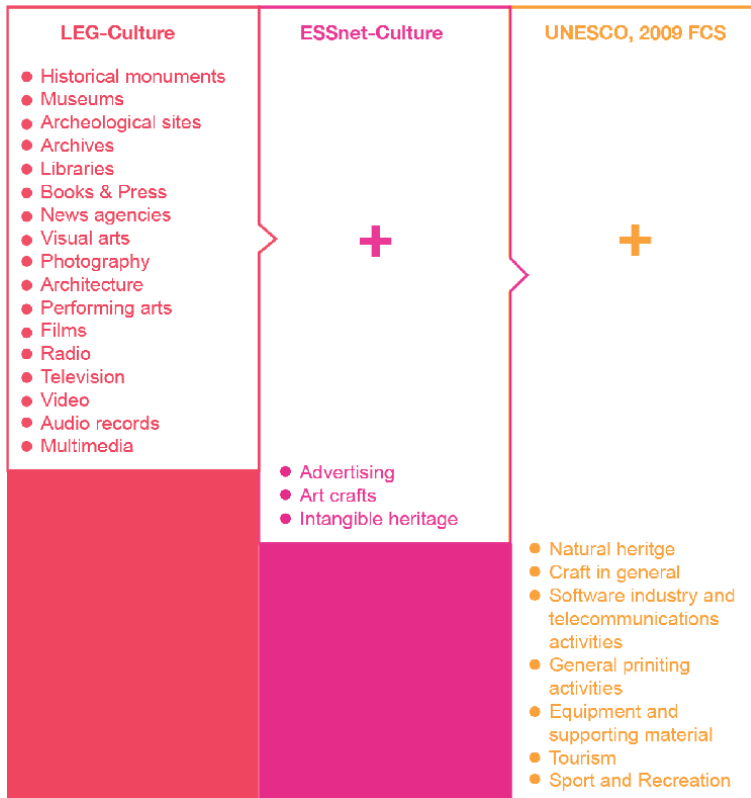 LEG-Culture
Historical monuments
Museums
Archeological sites
Archives
Libraries
Books & Press
News agencies
Visual arts
Photography
Architecture
Performing arts
Films
Radio
Television
Video
Audio records
Multimedia
ESSnet-Culture
+
Advertising
Art crafts
Intangible heritage
UNESCO, 2009 FCS
+
Natural heritge
Craft in general
Software industry and
telecommunications
activities
General priniting
activities
Equipment and
supporting material
Tourism
Sport and Recreation